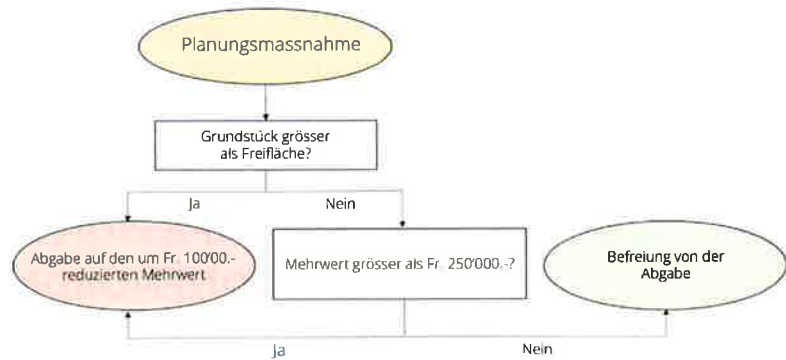 Planungsmassnahme
Grundstück grösser
als Freifläche?
Ja
Nein
Abgabe auf den um Fr. 100'00.-
reduzierten Mehrwert
Mehrwert grösser als Fr. 250'000.-?
Befreiung von der
Abgabe
Ja
Nein